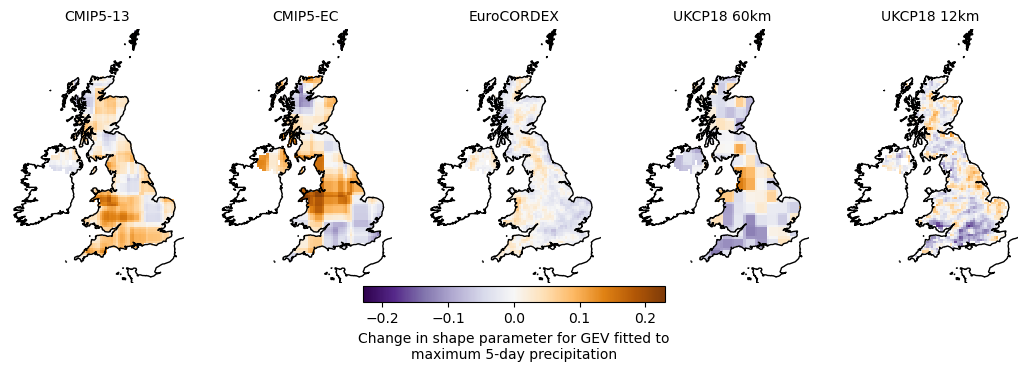 CMIP5-13
CMIP5-EC
EuroCORDEX
UKCP18 60km
UKCP18 12km
−0.2
−0.1
0.0
0.1
0.2
Change in shape parameter for GEV fitted to
maximum 5-day precipitation